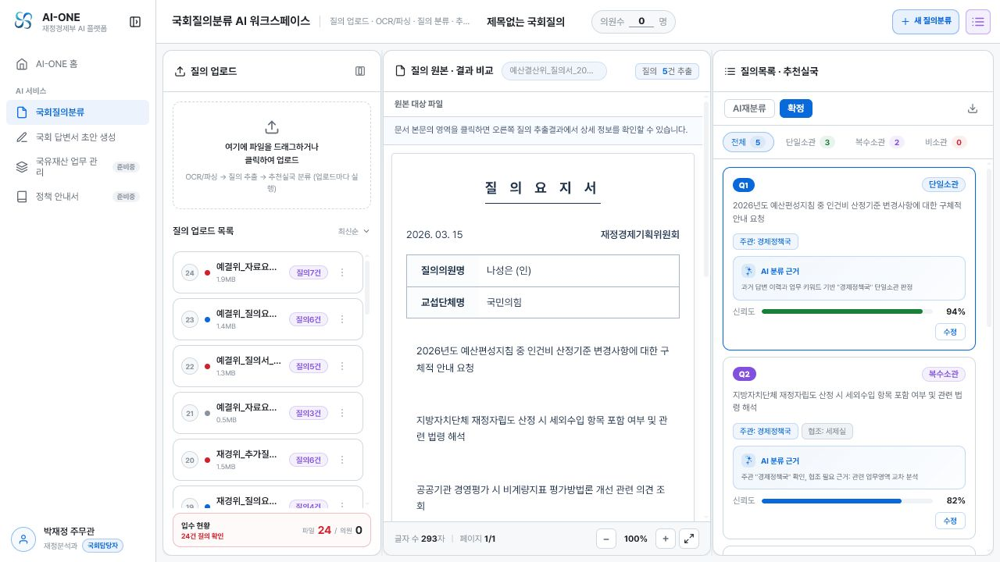 AI-ONE
재정경제부 AI 플랫폼
AI-ONE 홈
AI 서비스
국회질의분류
국회 답변서 초안 생성
국유재산 업무 관리
준비중
정책 안내서
준비중
박재정 주무관
재정분석과
국회담당자
국회질의분류 AI 워크스페이스
질의 업로드 · OCR/파싱 · 질의 분류 · 추...
제목없는 국회질의
의원수 0 명
새 질의분류
질의 업로드
여기에 파일을 드래그하거나
클릭하여 업로드
OCR/파싱 → 질의 추출 → 추천실국 분류 (업로드마다 실
행)
질의 업로드 목록
최신순
24
예결위_자료요...
1.9MB
질의7건
23
예결위_질의요...
1.4MB
질의6건
22
예결위_질의서_...
1.3MB
질의5건
21
예결위_자료요...
0.5MB
질의3건
20
재경위_추가질...
1.5MB
질의6건
19
재경위_질의요...
질의4건
입수 현황
24건 질의 확인
파일 24 / 의원 0
질의 원본 · 결과 비교
예산결산위_질의서_20...
질의 5건 추출
원본 대상 파일
문서 본문의 영역을 클릭하면 오른쪽 질의 추출결과에서 상세 정보를 확인할 수 있습니다.
질 의 요 지 서
2026. 03. 15
재정경제기획위원회
질의의원명
나성은 (인)
교섭단체명
국민의힘
2026년도 예산편성지침 중 인건비 산정기준 변경사항에 대한 구
체적 안내 요청
지방자치단체 재정자립도 산정 시 세외수입 항목 포함 여부 및 관
련 법령 해석
공공기관 경영평가 시 비계량지표 평가방법론 개선 관련 의견 조
회
글자 수 293자 | 페이지 1/1
− 100% +
질의목록 · 추천실국
AI재분류
확정
전체 5
단일소관 3
복수소관 2
비소관 0
Q1
단일소관
2026년도 예산편성지침 중 인건비 산정기준 변경사항에 대한 구체적
안내 요청
주관: 경제정책국
AI 분류 근거
과거 답변 이력과 업무 키워드 기반 "경제정책국" 단일소관 판정
신뢰도
94%
수정
Q2
복수소관
지방자치단체 재정자립도 산정 시 세외수입 항목 포함 여부 및 관련 법
령 해석
주관: 경제정책국
협조: 세제실
AI 분류 근거
주관 "경제정책국" 확인, 협조 필요 근거: 관련 업무영역 교차 분석
신뢰도
82%
수정